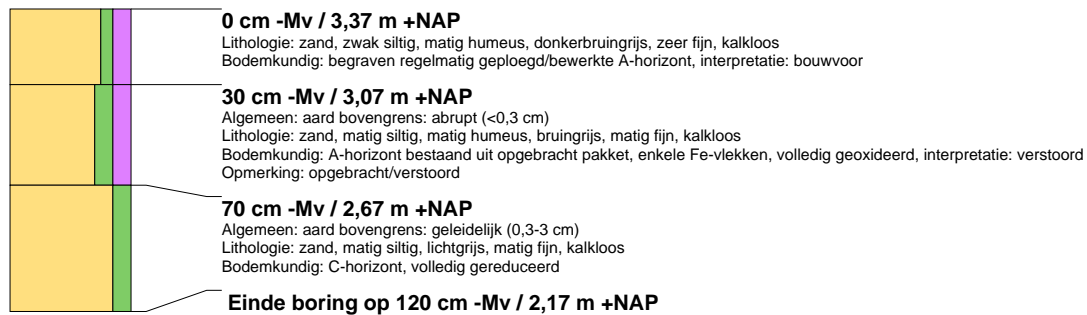 0 cm -Mv / 3,37 m +NAP
Lithologie: zand, zwak siltig, matig humeus, donkerbruingrijs, zeer fijn, kalkloos
Bodemkundig: begraven regelmatig geploegd/bewerkte A-horizont, interpretatie: bouwvoor
30 cm -Mv / 3,07 m +NAP
Algemeen: aard bovengrens: abrupt (<0,3 cm)
Lithologie: zand, matig siltig, matig humeus, bruingrijs, matig fijn, kalkloos
Bodemkundig: A-horizont bestaand uit opgebracht pakket, enkele Fe-vlekken, volledig geoxideerd, interpretatie: verstoord
Opmerking: opgebracht/verstoord
70 cm -Mv / 2,67 m +NAP
Algemeen: aard bovengrens: geleidelijk (0,3-3 cm)
Lithologie: zand, matig siltig, lichtgrijs, matig fijn, kalkloos
Bodemkundig: C-horizont, volledig gereduceerd
Einde boring op 120 cm -Mv / 2,17 m +NAP